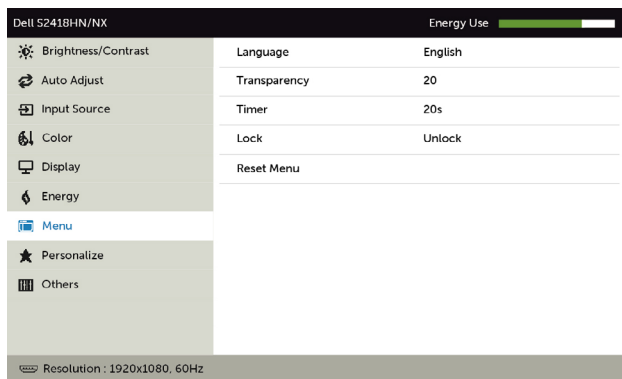 Dell S2418HN/NX
Energy Use
Brightness/Contrast
Auto Adjust
Input Source
Color
Display
Energy
Menu
Personalize
Others
Language English
Transparency 20
Timer 20s
Lock Unlock
Reset Menu
Resolution : 1920x1080, 60Hz